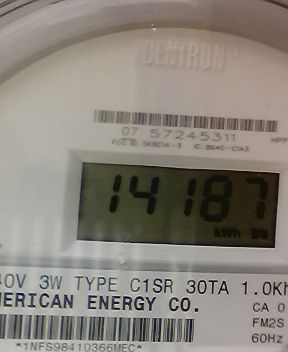 CENTRON
07 57245311
14187
kWh
40V 3W TYPE C1SR 30TA 1.0Kh
MERICAN ENERGY CO.
CA 0
FM2S
60Hz
*1NFS98410366MEC*